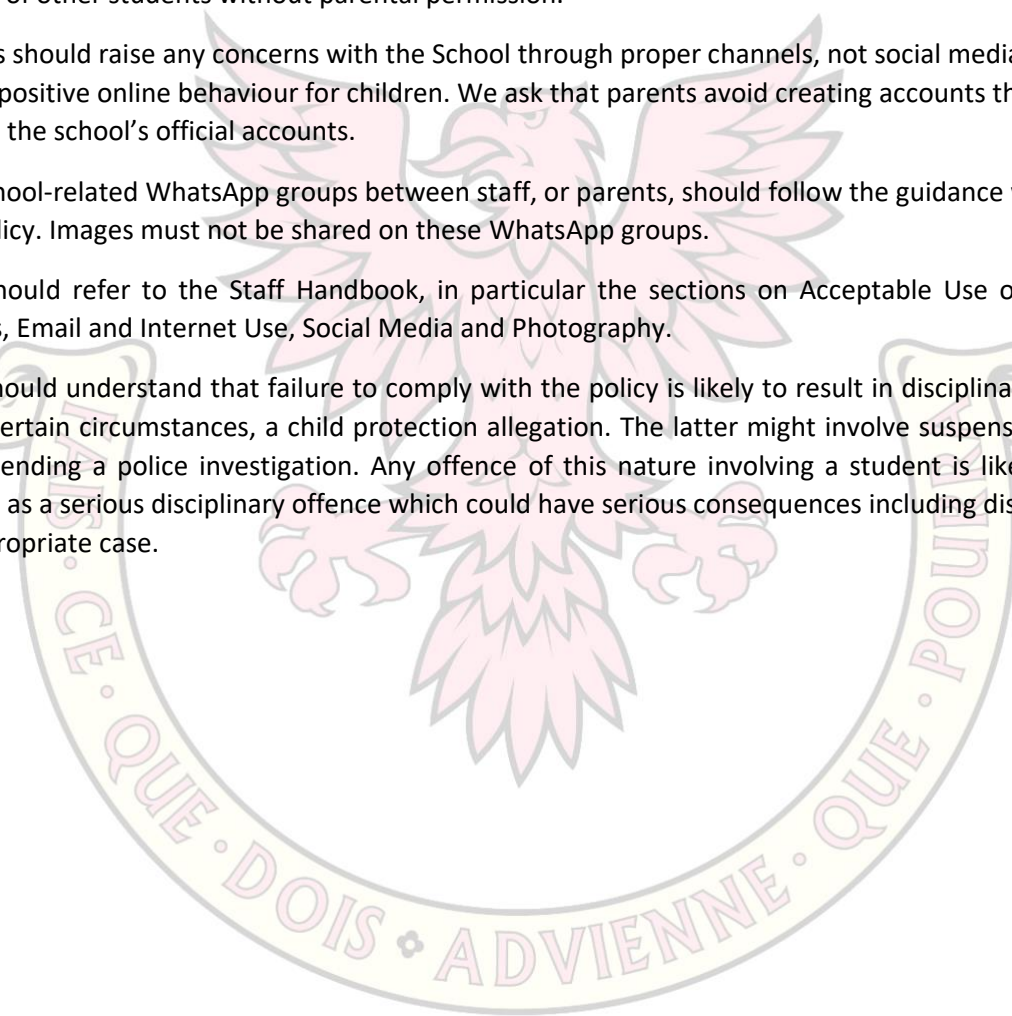 of other students without parental permission.
s should raise any concerns with the School through proper channels, not social media
positive online behaviour for children. We ask that parents avoid creating accounts th
the school's official accounts.
hool-related WhatsApp groups between staff, or parents, should follow the guidance
licy. Images must not be shared on these WhatsApp groups.
hould refer to the Staff Handbook, in particular the sections on Acceptable Use o
s, Email and Internet Use, Social Media and Photography.
hould understand that failure to comply with the policy is likely to result in disciplina
ertain circumstances, a child protection allegation. The latter might involve suspens
ending a police investigation. Any offence of this nature involving a student is like
as a serious disciplinary offence which could have serious consequences including dis
ropriate case.
FAIS · CE · QUE · DOIS ADVIENNE · QUE · POURRA